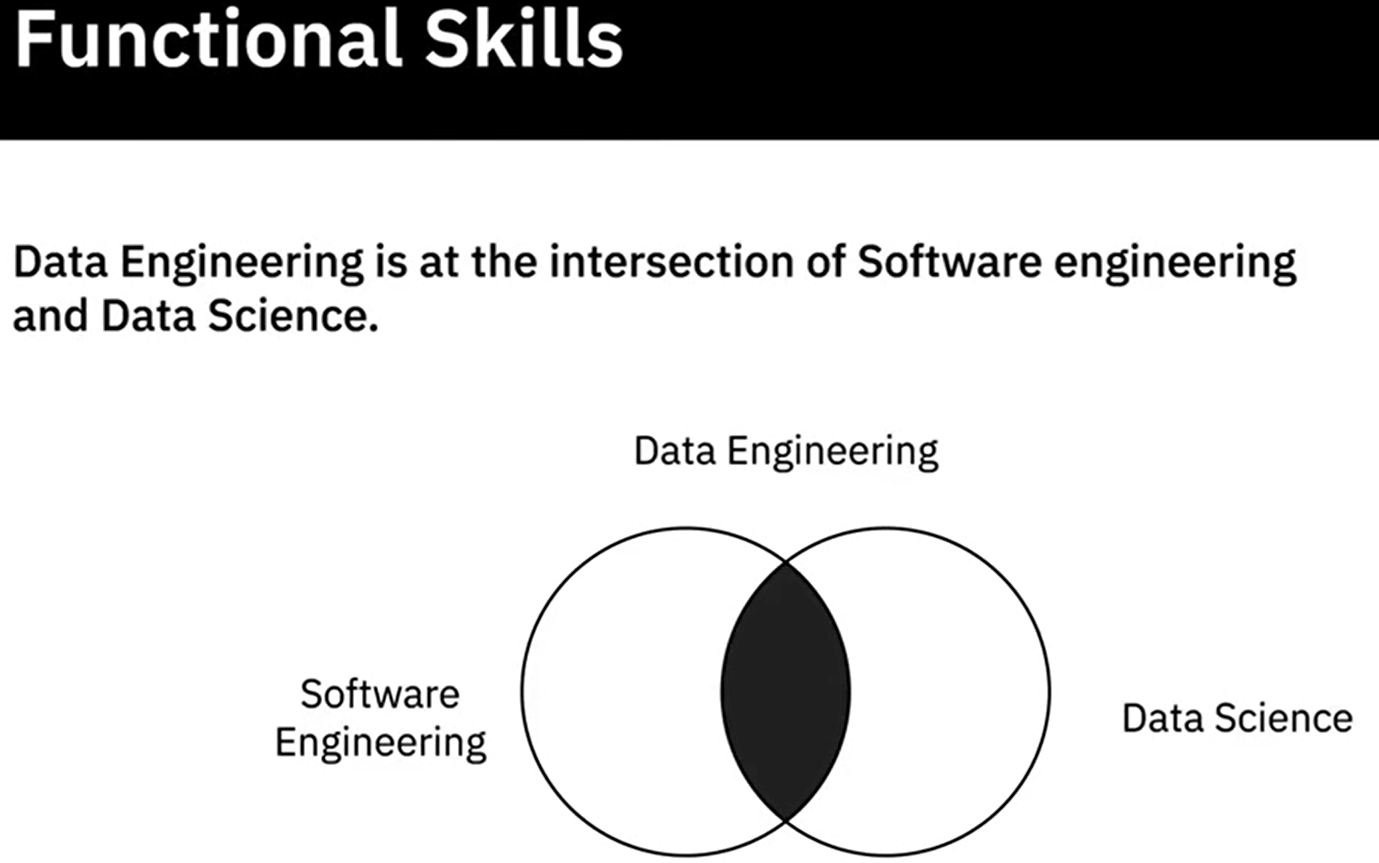 Functional Skills
Data Engineering is at the intersection of Software engineering
and Data Science.
Data Engineering
Software
Engineering
Data Science